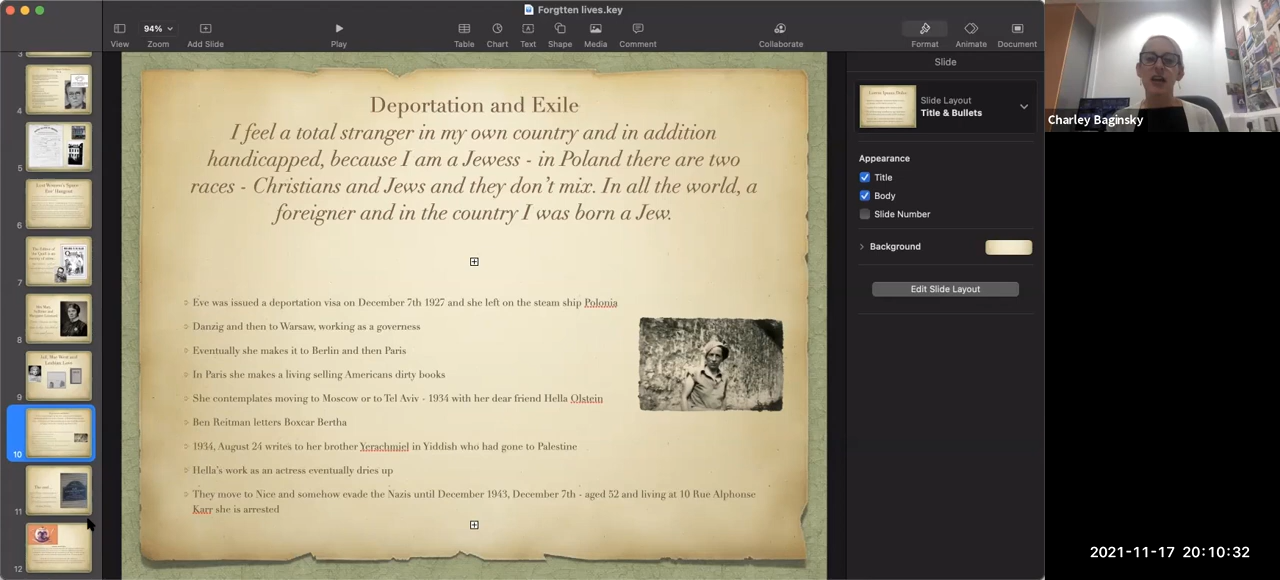 Forgtten lives.key
94%
View
Zoom
Add Slide
Play
Table
Chart
Text
Shape
Media
Comment
Collaborate
Format
Animate
Document
4
5
6
7
8
9
10
11
12
Deportation and Exile
I feel a total stranger in my own country and in addition
handicapped, because I am a Jewess - in Poland there are two
races - Christians and Jews and they don't mix. In all the world, a
foreigner and in the country I was born a Jew.
Eve was issued a deportation visa on December 7th 1927 and she left on the steam ship Polonia
Danzig and then to Warsaw, working as a governess
Eventually she makes it to Berlin and then Paris
In Paris she makes a living selling Americans dirty books
She contemplates moving to Moscow or to Tel Aviv - 1934 with her dear friend Hella Olstein
Ben Reitman letters Boxcar Bertha
1934, August 24 writes to her brother Yerachmiel in Yiddish who had gone to Palestine
Hella's work as an actress eventually dries up
They move to Nice and somehow evade the Nazis until December 1943, December 7th - aged 52 and living at 10 Rue Alphonse
Karr she is arrested
Slide
Slide Layout
Title & Bullets
Appearance
Title
Body
Slide Number
Background
Edit Slide Layout
Charley Baginsky
2021-11-17 20:10:32